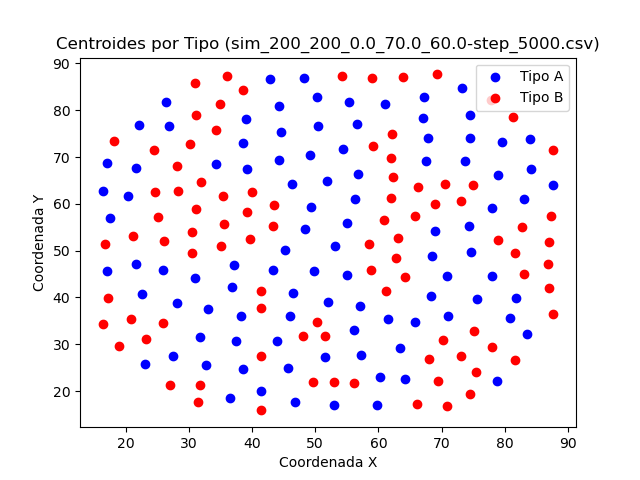 Centroides por Tipo (sim_200_200_0.0_70.0_60.0-step_5000.csv)
Tipo A
Tipo B
90
80
70
60
50
40
30
20
Coordenada Y
20 30 40 50 60 70 80 90
Coordenada X